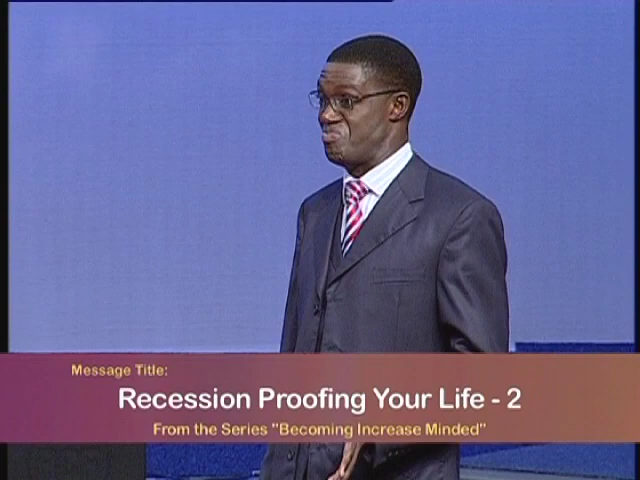 Message Title:
Recession Proofing Your Life - 2
From the Series "Becoming Increase Minded"